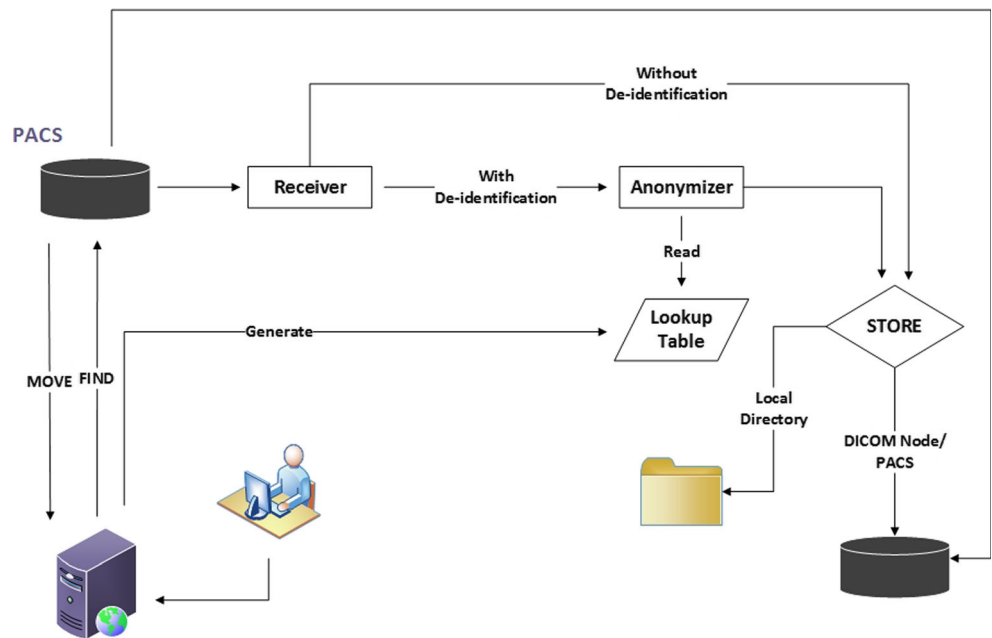 Without
De-identification
PACS
Receiver
With
De-identification
Anonymizer
Read
Lookup
Table
STORE
Generate
MOVE
FIND
Local
Directory
DICOM Node/
PACS